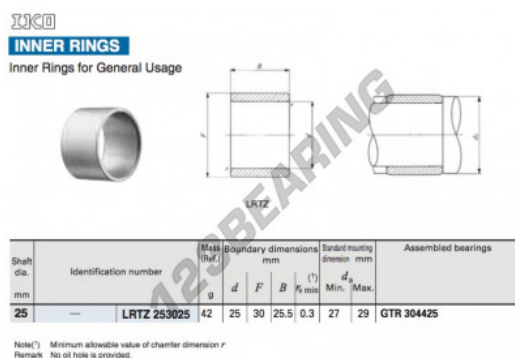 IKO
INNER RINGS
Inner Rings for General Usage
B
F
r
r
d
dₐ
LRTZ
123BEARING
Shaft dia. mm
Identification number
Mass (Ref.) g
Boundary dimensions mm
d F B rₛ min(¹)
Standard mounting dimension mm
dₐ
Min. Max.
Assembled bearings
25 — LRTZ 253025 42 25 30 25.5 0.3 27 29 GTR 304425
Note(¹) Minimum allowable value of chamfer dimension r
Remark No oil hole is provided.